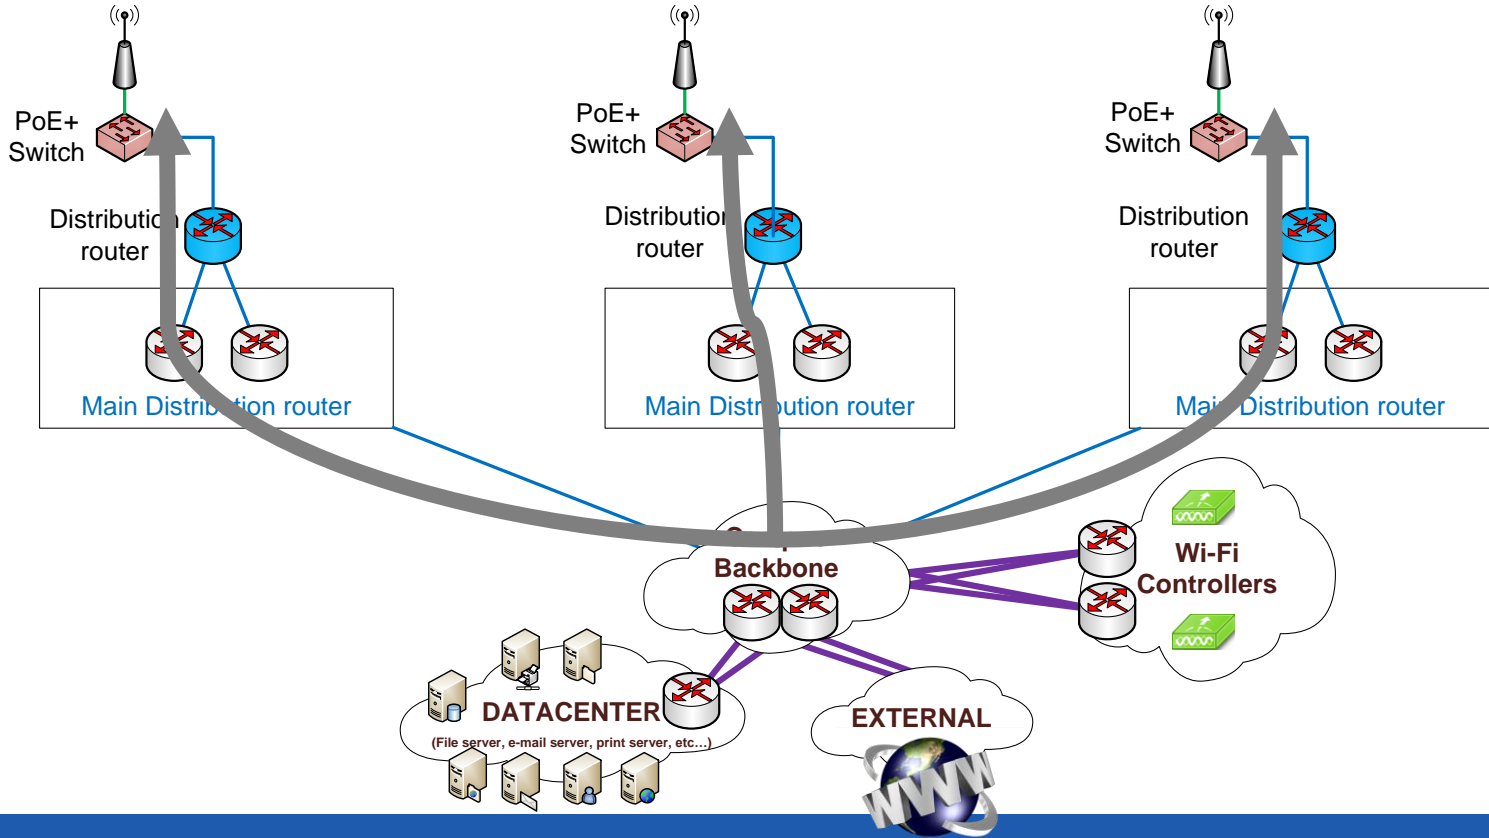 PoE+
Switch
PoE+
Switch
PoE+
Switch
Distribution
router
Distribution
router
Distribution
router
Main Distribution router
Main Distribution router
Main Distribution router
Backbone
Wi-Fi
Controllers
DATACENTER
(File server, e-mail server, print server, etc...)
EXTERNAL
WWW